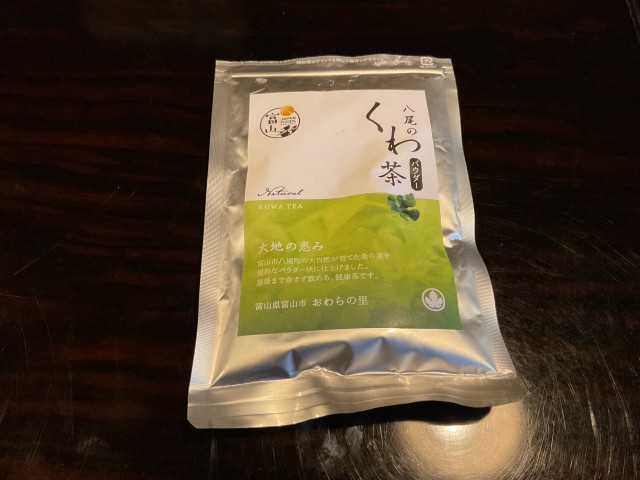 富山
JAPAN
TOYAMA
八尾の
くわ茶
パウダー
Natural
KUWA TEA
大地の恵み
富山市八尾町の大自然が育てた桑の葉を
便利なパウダー状に仕上げました。
最後まで余さず飲める、健康茶です。
富山県富山市 おわらの里